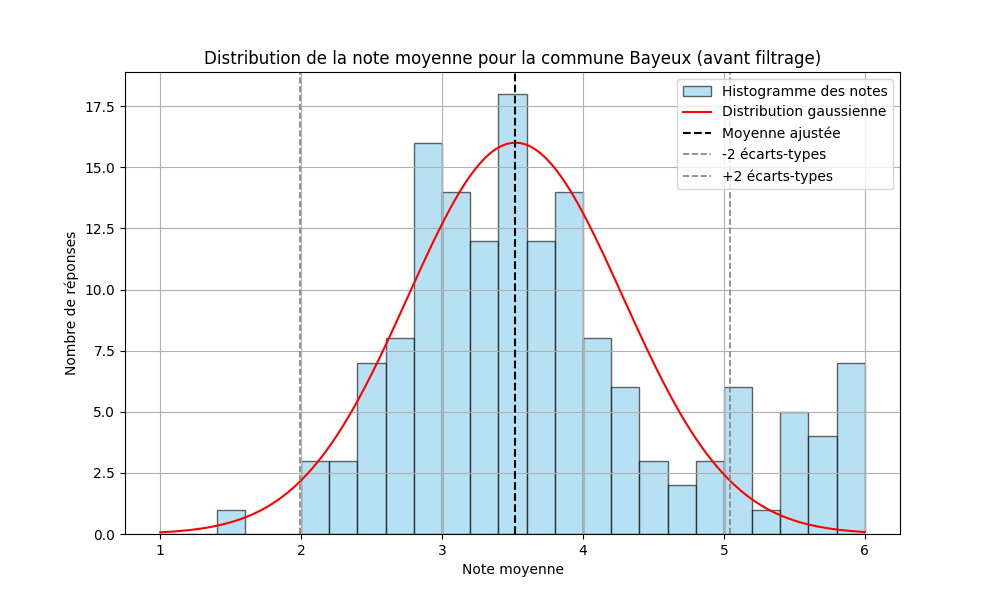 Distribution de la note moyenne pour la commune Bayeux (avant filtrage)
Histogramme des notes
Distribution gaussienne
Moyenne ajustée
-2 écarts-types
+2 écarts-types
Nombre de réponses
17.5
15.0
12.5
10.0
7.5
5.0
2.5
0.0
1 2 3 4 5 6
Note moyenne